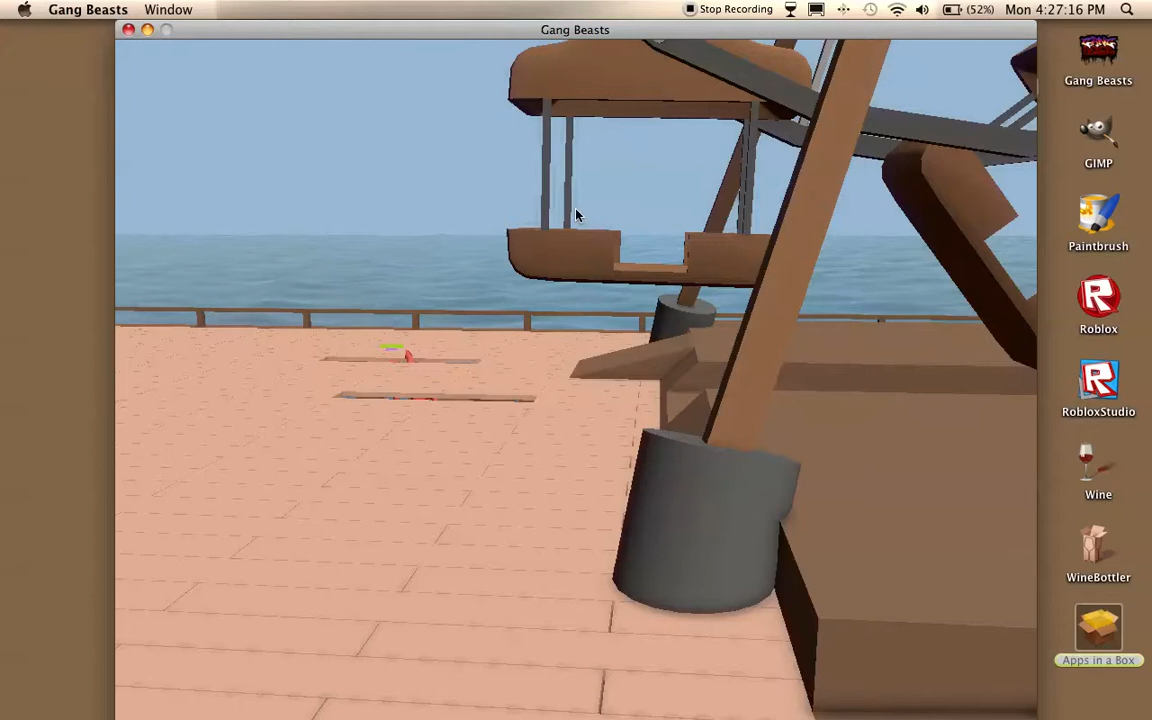 Gang Beasts Window Stop Recording (52%) Mon 4:27:16 PM
Gang Beasts
Gang Beasts
GIMP
Paintbrush
Roblox
RobloxStudio
Wine
WineBottler
Apps in a Box